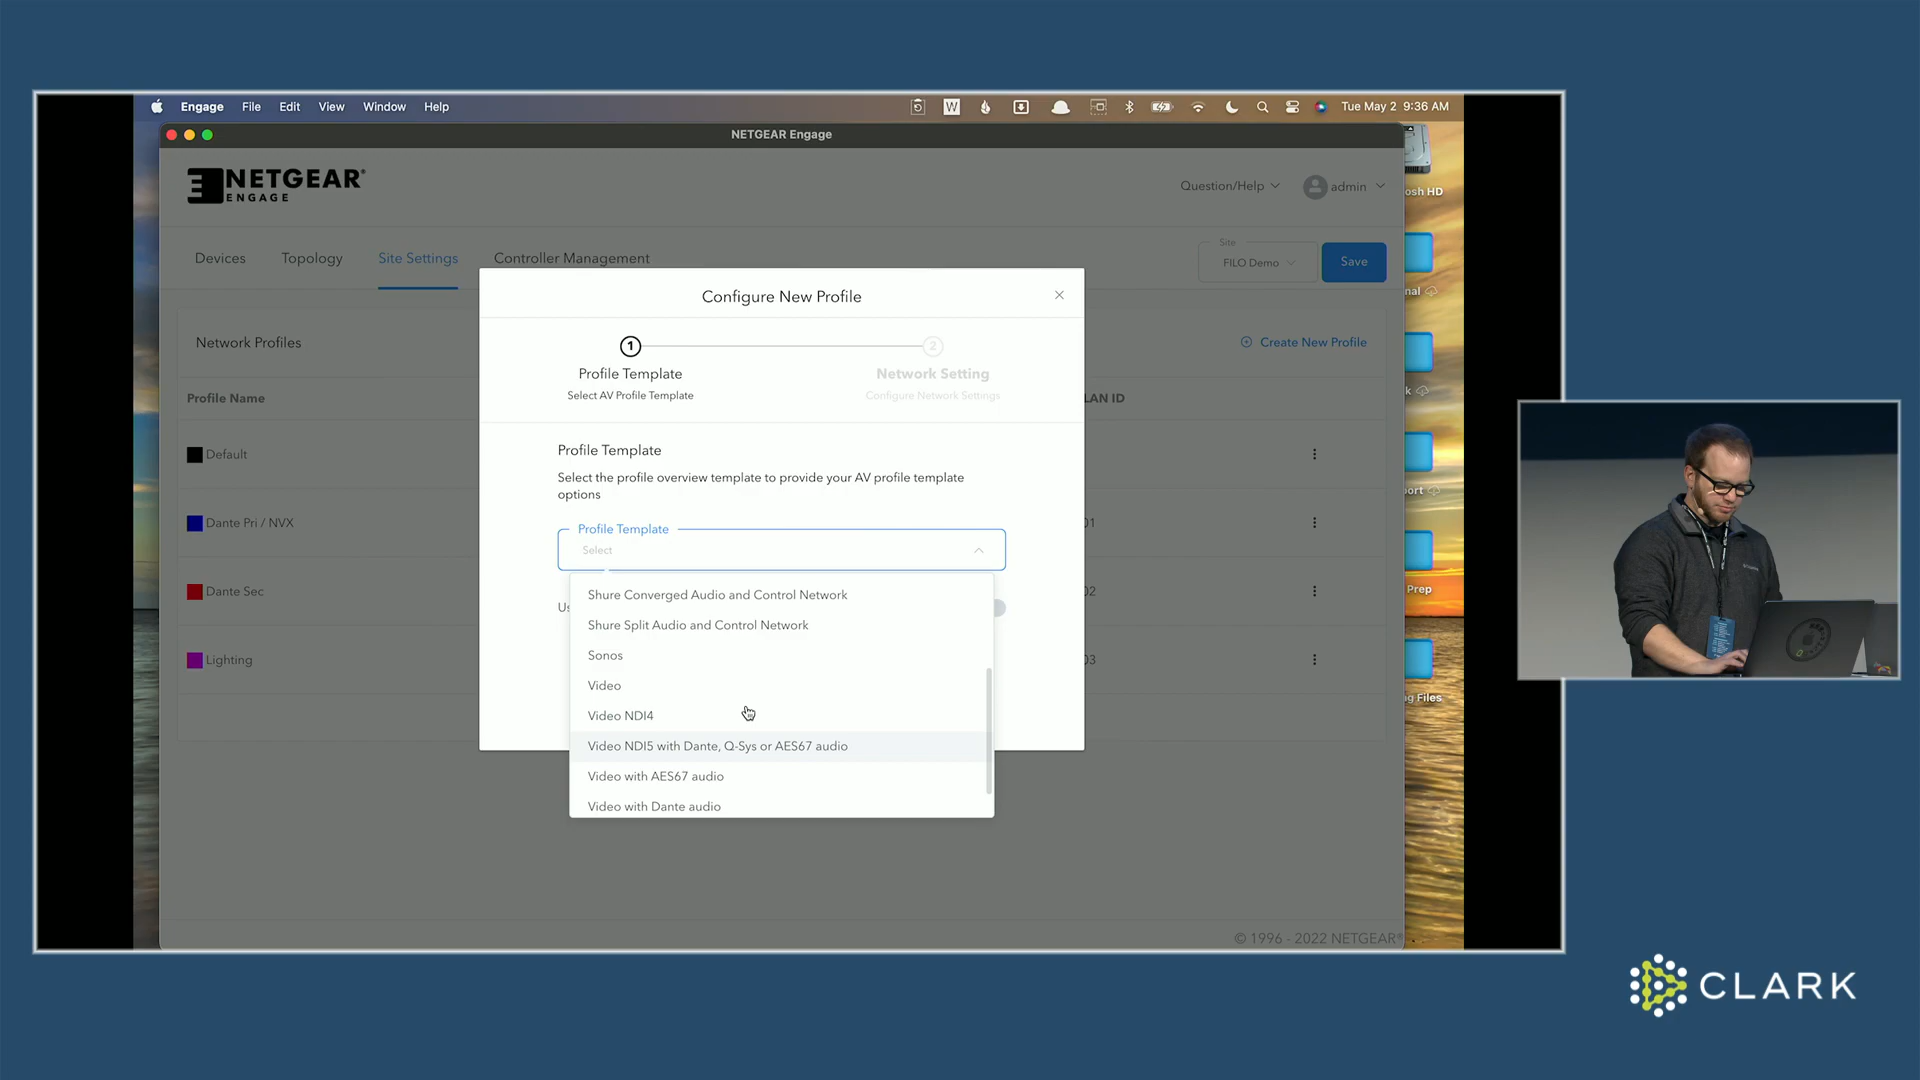 Engage File Edit View Window Help
W
Tue May 2 9:36 AM
NETGEAR Engage
NETGEAR®
ENGAGE
Question/Help
admin
Devices Topology Site Settings Controller Management
Site
FILO Demo
Save
Configure New Profile
1
2
Profile Template
Select AV Profile Template
Network Setting
Configure Network Settings
Network Profiles
Create New Profile
Profile Name
LAN ID
Default
Dante Pri / NVX
01
Dante Sec
02
Lighting
03
Profile Template
Select the profile overview template to provide your AV profile template
options
Profile Template
Select
Us
Shure Converged Audio and Control Network
Shure Split Audio and Control Network
Sonos
Video
Video NDI4
Video NDI5 with Dante, Q-Sys or AES67 audio
Video with AES67 audio
Video with Dante audio
© 1996 - 2022 NETGEAR®
osh HD
nal
k
ort
Prep
g Files
CLARK